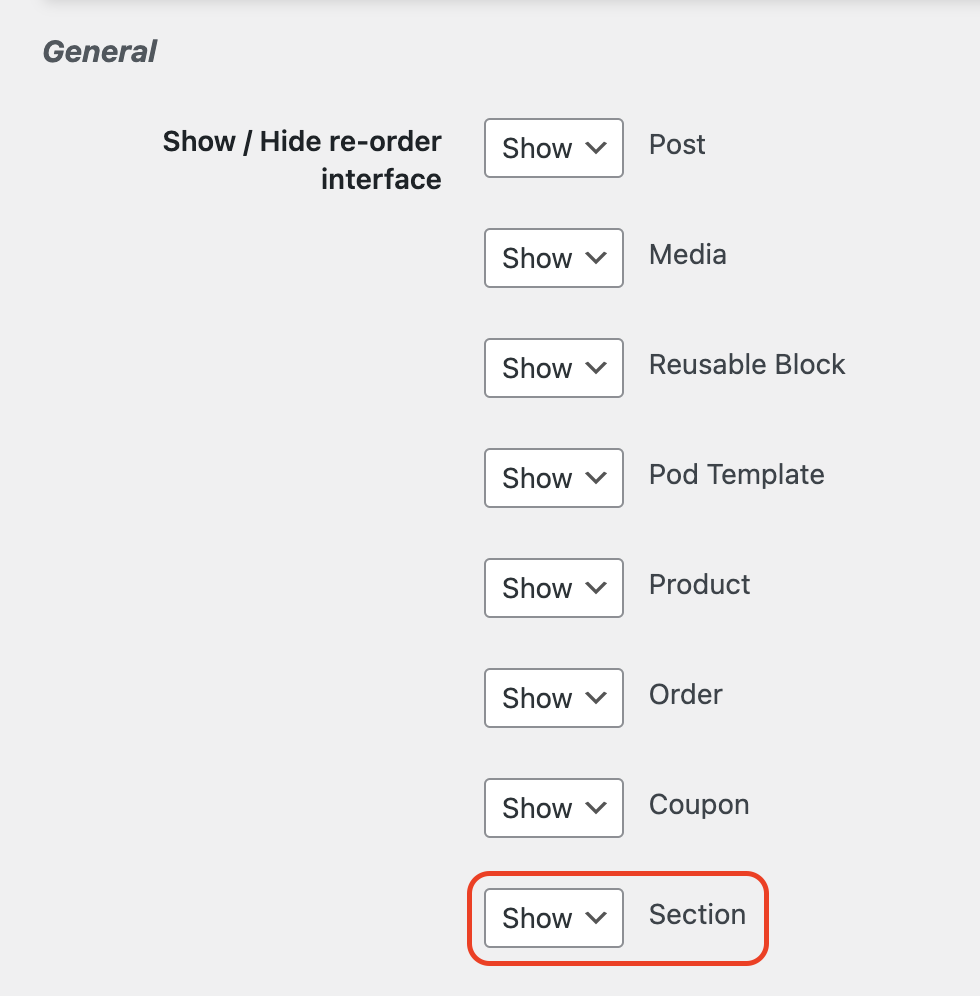 General
Show / Hide re-order
interface
Show Post
Show Media
Show Reusable Block
Show Pod Template
Show Product
Show Order
Show Coupon
Show Section